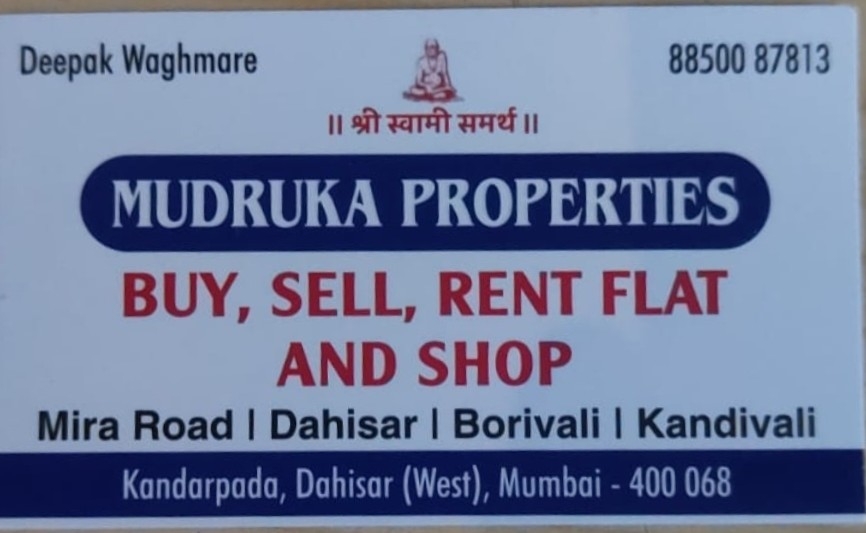 Deepak Waghmare
88500 87813
॥ श्री स्वामी समर्थ ॥
MUDRUKA PROPERTIES
BUY, SELL, RENT FLAT
AND SHOP
Mira Road | Dahisar | Borivali | Kandivali
Kandarpada, Dahisar (West), Mumbai - 400 068